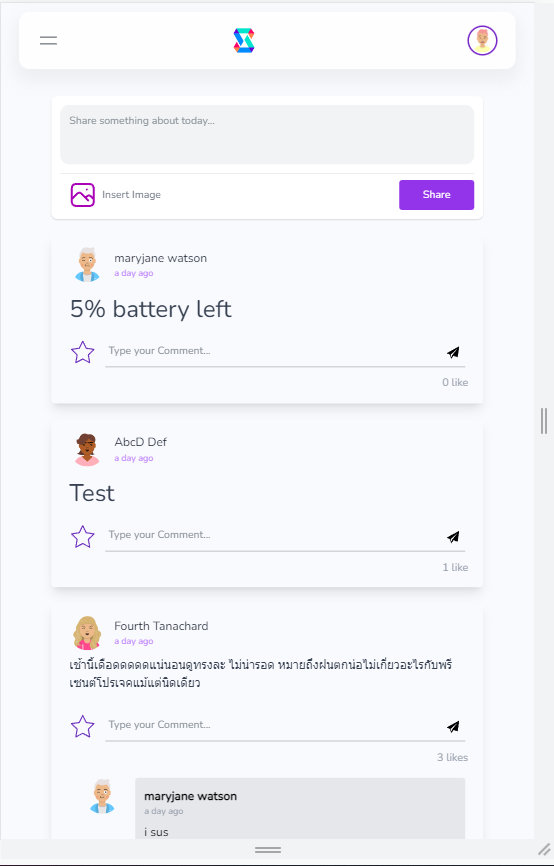 Share something about today...
Insert Image
Share
maryjane watson
a day ago
5% battery left
Type your Comment...
0 like
AbcD Def
a day ago
Test
Type your Comment...
1 like
Fourth Tanachard
a day ago
เช้านี้เดือดดดดดแน่นอนดูทรงละ ไม่น่ารอด หมายถึงฝนตกน่อไม่เกี่ยวอะไรกับพรี
เซนต์โปรเจคแม้แต่นิดเดียว
Type your Comment...
3 likes
maryjane watson
a day ago
i sus